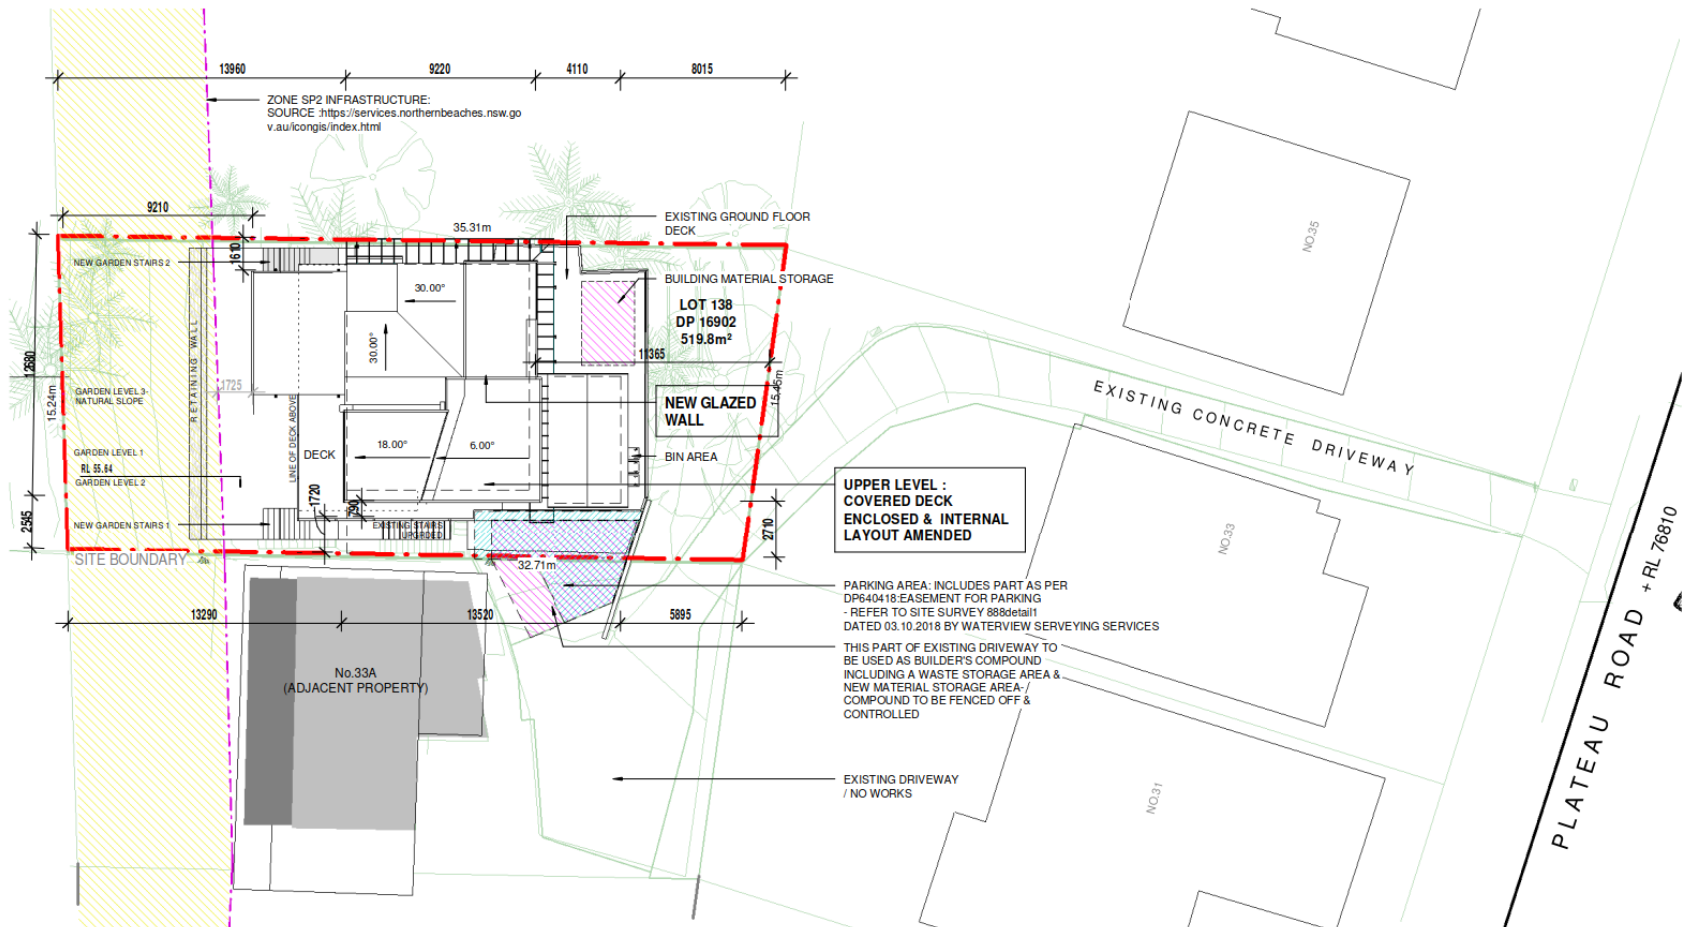 13960
9220
4110
8015
ZONE SP2 INFRASTRUCTURE:
SOURCE :https://services.northernbeaches.nsw.go
v.au/icongis/index.html
9210
35.31m
1610
EXISTING GROUND FLOOR
DECK
NEW GARDEN STAIRS 2
BUILDING MATERIAL STORAGE
30.00°
LOT 138
DP 16902
519.8m²
30.00°
11365
12680
15.24m
RETAINING WALL
1725
GARDEN LEVEL 3-
NATURAL SLOPE
15.45m
NEW GLAZED
WALL
LINE OF DECK ABOVE
DECK
18.00°
6.00°
GARDEN LEVEL 1
RL 55.64
GARDEN LEVEL 2
BIN AREA
UPPER LEVEL :
COVERED DECK
ENCLOSED & INTERNAL
LAYOUT AMENDED
1720
790
2545
NEW GARDEN STAIRS 1
EXISTING STAIRS
UPGRDED
2710
SITE BOUNDARY
32.71m
PARKING AREA: INCLUDES PART AS PER
DP640418:EASEMENT FOR PARKING
- REFER TO SITE SURVEY 888detail1
DATED 03.10.2018 BY WATERVIEW SERVEYING SERVICES
13290
13520
5895
THIS PART OF EXISTING DRIVEWAY TO
BE USED AS BUILDER'S COMPOUND
INCLUDING A WASTE STORAGE AREA &
NEW MATERIAL STORAGE AREA-
COMPOUND TO BE FENCED OFF &
CONTROLLED
No.33A
(ADJACENT PROPERTY)
EXISTING DRIVEWAY
/ NO WORKS
EXISTING CONCRETE DRIVEWAY
NO.35
NO.33
NO.31
PLATEAU ROAD
+ RL 76810